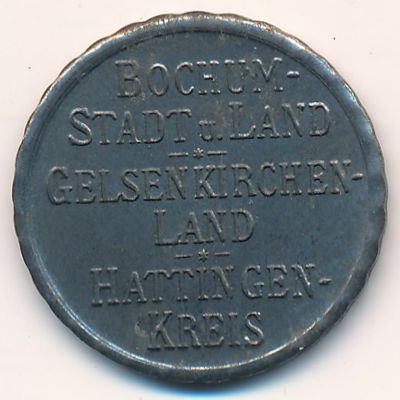 BOCHUM-
STADT u. LAND
GELSENKIRCHEN-
LAND
HATTINGEN-
KREIS